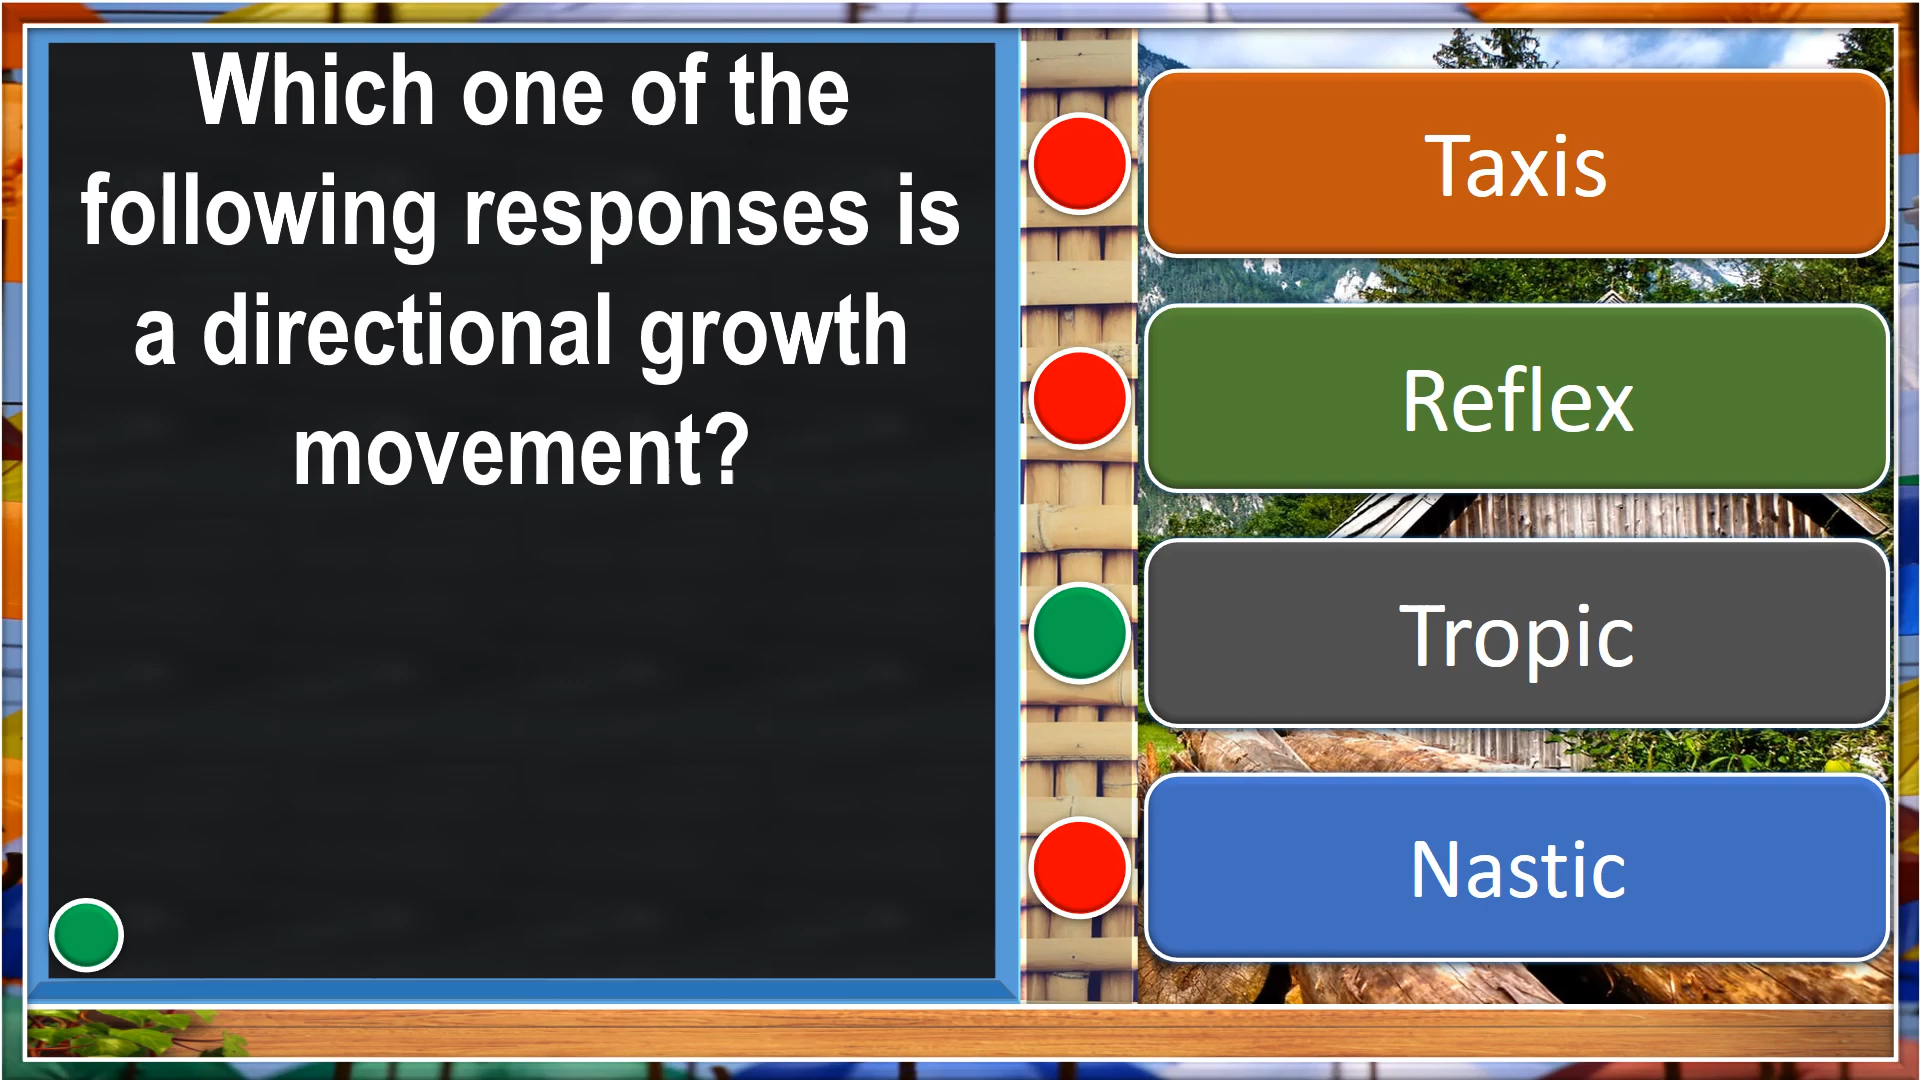 Which one of the
following responses is
a directional growth
movement?
Taxis
Reflex
Tropic
Nastic